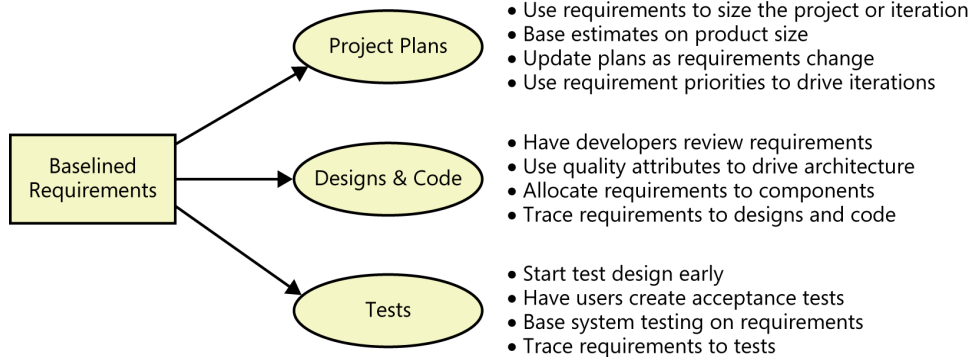 Baselined
Requirements
Project Plans
• Use requirements to size the project or iteration
• Base estimates on product size
• Update plans as requirements change
• Use requirement priorities to drive iterations
Designs & Code
• Have developers review requirements
• Use quality attributes to drive architecture
• Allocate requirements to components
• Trace requirements to designs and code
Tests
• Start test design early
• Have users create acceptance tests
• Base system testing on requirements
• Trace requirements to tests